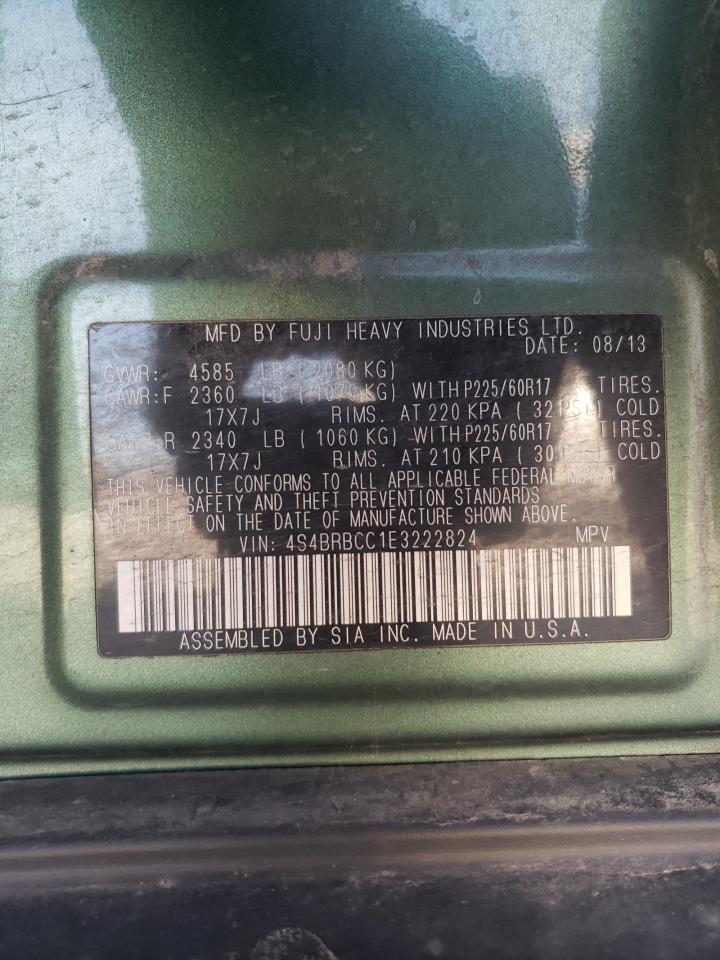 MFD BY FUJI HEAVY INDUSTRIES LTD.
DATE: 08/13
GVWR: 4585 LB ( 2080 KG)
GAWR:F 2360 LB ( 1070 KG) WITH P225/60R17 TIRES.
17X7J RIMS. AT 220 KPA ( 32 PSI) COLD
GAWR:R 2340 LB ( 1060 KG) WITH P225/60R17 TIRES.
17X7J RIMS. AT 210 KPA ( 30 COLD
THIS VEHICLE CONFORMS TO ALL APPLICABLE FEDERAL MOTOR
VEHICLE SAFETY AND THEFT PREVENTION STANDARDS
IN EFFECT ON THE DATE OF MANUFACTURE SHOWN ABOVE.
VIN: 4S4BRBCC1E3222824 MPV
ASSEMBLED BY SIA INC. MADE IN U.S.A.